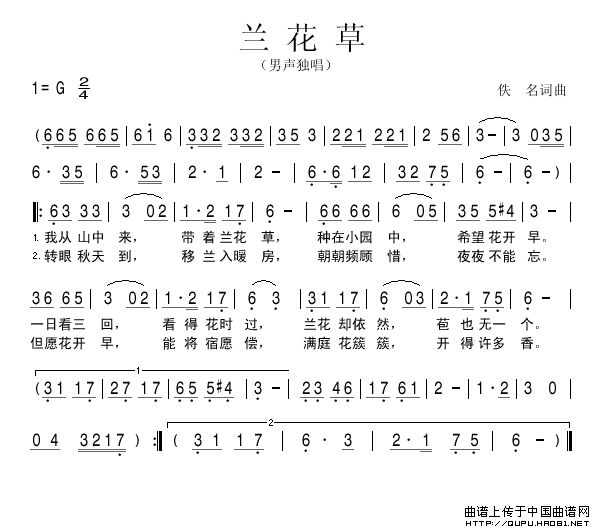 兰花草
（男声独唱）
1=G 2/4
佚 名词曲
(665 665 | 6i 6 | 332 332 | 35 3 | 221 221 | 2 56 | 3- | 3 035 |
6· 35 | 6· 53 | 2· 1 | 2 - | 6·6 12 | 32 75 | 6 - | 6 - ) |
‖: 63 33 | 3 02 | 1·2 17 | 6 - | 66 66 | 6 05 | 35 5#4 | 3 - |
1.我从山中 来， 带着兰花 草， 种在小园 中， 希望花开 早。
2.转眼秋天 到， 移兰入暖 房， 朝朝频顾 惜， 夜夜不能 忘。
36 65 | 3 02 | 1·2 17 | 6 3 | 31 17 | 6 03 | 2·1 75 | 6 - |
一日看三 回， 看得花时 过， 兰花却依 然， 苞也无一 个。
但愿花开 早， 能将宿愿 偿， 满庭花簇 簇， 开得许多 香。
1
(31 17 | 27 17 | 65 5#4 | 3 - | 23 46 | 17 61 | 2 - | 1·2 |
2
04 3217 :‖ ( 31 17 | 6· 3 | 2·1 75 | 6 -) ‖
曲谱上传于中国曲谱网
HTTP://QUPU.HAO81.NET